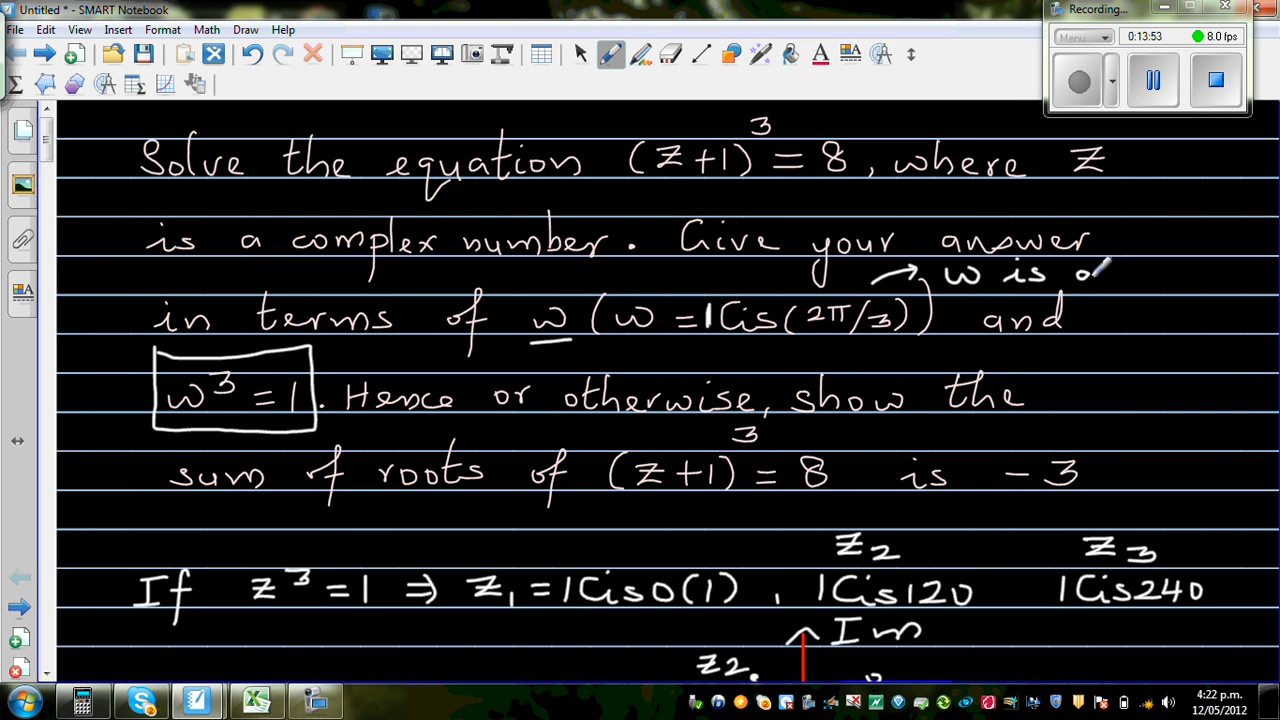 Untitled * - SMART Notebook
Recording...
File Edit View Insert Format Math Draw Help
Menu
0:13:53
8.0 fps
Solve the equation (z+1)³ = 8, where z
is a complex number. Give your answer
w is
in terms of w (w = 1Cis(2π/3)) and
w³ = 1. Hence or otherwise, show the
sum of roots of (z+1)³ = 8 is -3
z2 z3
If z³ = 1 ⇒ z₁ = 1Cis0(1), 1Cis120 1Cis240
Im
z2.
4:22 p.m.
12/05/2012